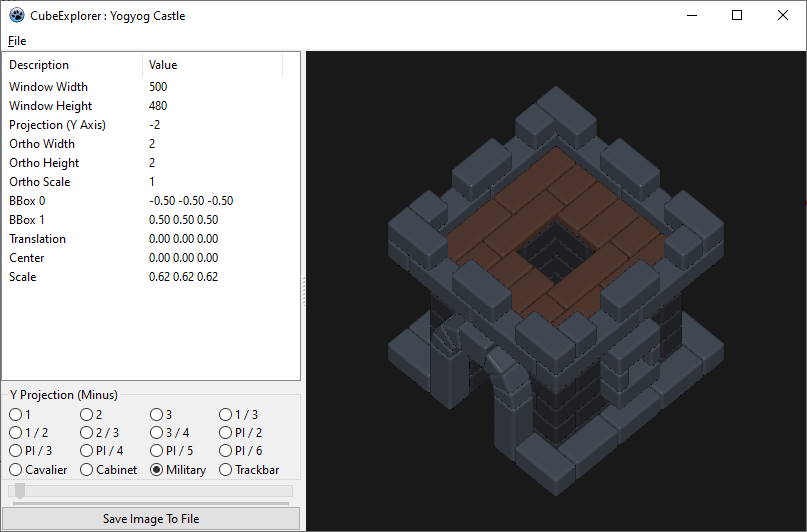 CubeExplorer : Yogyog Castle
File
Description Value
Window Width 500
Window Height 480
Projection (Y Axis) -2
Ortho Width 2
Ortho Height 2
Ortho Scale 1
BBox 0 -0.50 -0.50 -0.50
BBox 1 0.50 0.50 0.50
Translation 0.00 0.00 0.00
Center 0.00 0.00 0.00
Scale 0.62 0.62 0.62
Y Projection (Minus)
1 2 3 1 / 3
1 / 2 2 / 3 3 / 4 PI / 2
PI / 3 PI / 4 PI / 5 PI / 6
Cavalier Cabinet Military Trackbar
Save Image To File